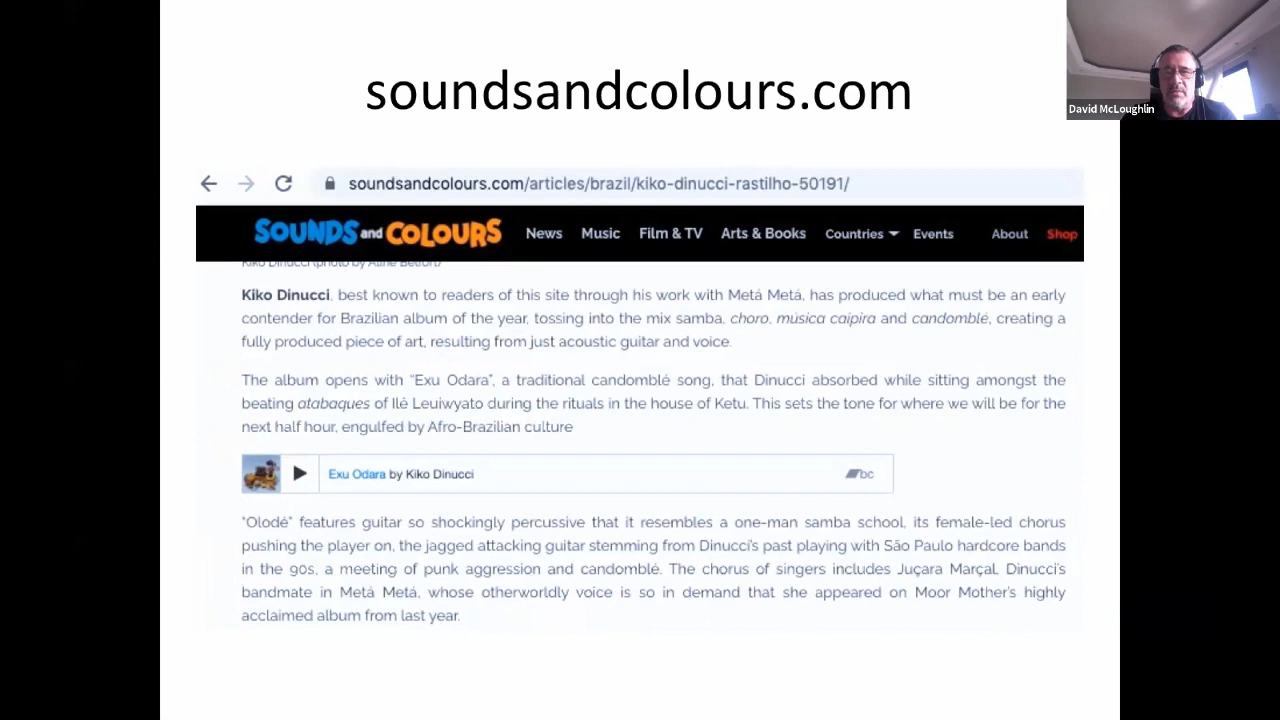 soundsandcolours.com
David McLoughlin
soundsandcolours.com/articles/brazil/kiko-dinucci-rastilho-50191/
SOUNDS and COLOURS News Music Film & TV Arts & Books Countries Events About Shop
Kiko Dinucci (photo by Aline Belfort)
Kiko Dinucci, best known to readers of this site through his work with Metá Metá, has produced what must be an early
contender for Brazilian album of the year, tossing into the mix samba, choro, música caipira and candomblé, creating a
fully produced piece of art, resulting from just acoustic guitar and voice.
The album opens with “Exu Odara”, a traditional candomblé song, that Dinucci absorbed while sitting amongst the
beating atabaques of Ilê Leuiwyato during the rituals in the house of Ketu. This sets the tone for where we will be for the
next half hour, engulfed by Afro-Brazilian culture
Exu Odara by Kiko Dinucci bc
“Olodé” features guitar so shockingly percussive that it resembles a one-man samba school, its female-led chorus
pushing the player on, the jagged attacking guitar stemming from Dinucci’s past playing with São Paulo hardcore bands
in the 90s, a meeting of punk aggression and candomblé. The chorus of singers includes Juçara Marçal, Dinucci’s
bandmate in Metá Metá, whose otherworldly voice is so in demand that she appeared on Moor Mother’s highly
acclaimed album from last year.